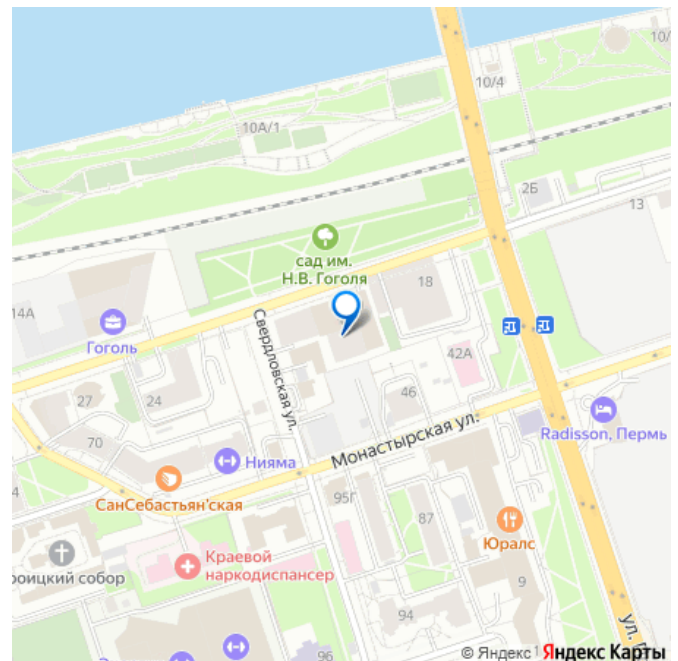 10/
10/4
10А/1
2Б
13
сад им.
Н.В. Гоголя
18
14А
Гоголь
Свердловская ул.
42А
27
24
46
Radisson, Пермь
70
Монастырская ул.
Нияма
4
СанСебастьян'ская
95Г
87
Юралс
Краевой
наркодиспансер
роицкий собор
9
94
96
ул.
© Яндекс
Яндекс Карты